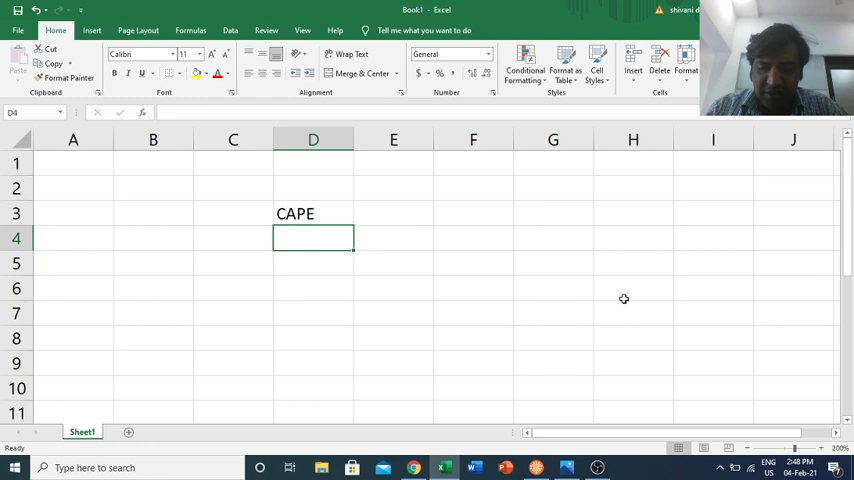 Book1 - Excel
shivani d
File Home Insert Page Layout Formulas Data Review View Help Tell me what you want to do
Cut
Copy
Format Painter
Paste
Clipboard
Calibri 11
B I U
Font
Wrap Text
Merge & Center
Alignment
General
$ % ,
Number
Conditional Formatting
Format as Table
Cell Styles
Styles
Insert Delete Format
Cells
D4
fx
A B C D E F G H I J
1
2
3 CAPE
4
5
6
7
8
9
10
11
Sheet1
Ready
200%
Type here to search
ENG
US
2:48 PM
04-Feb-21